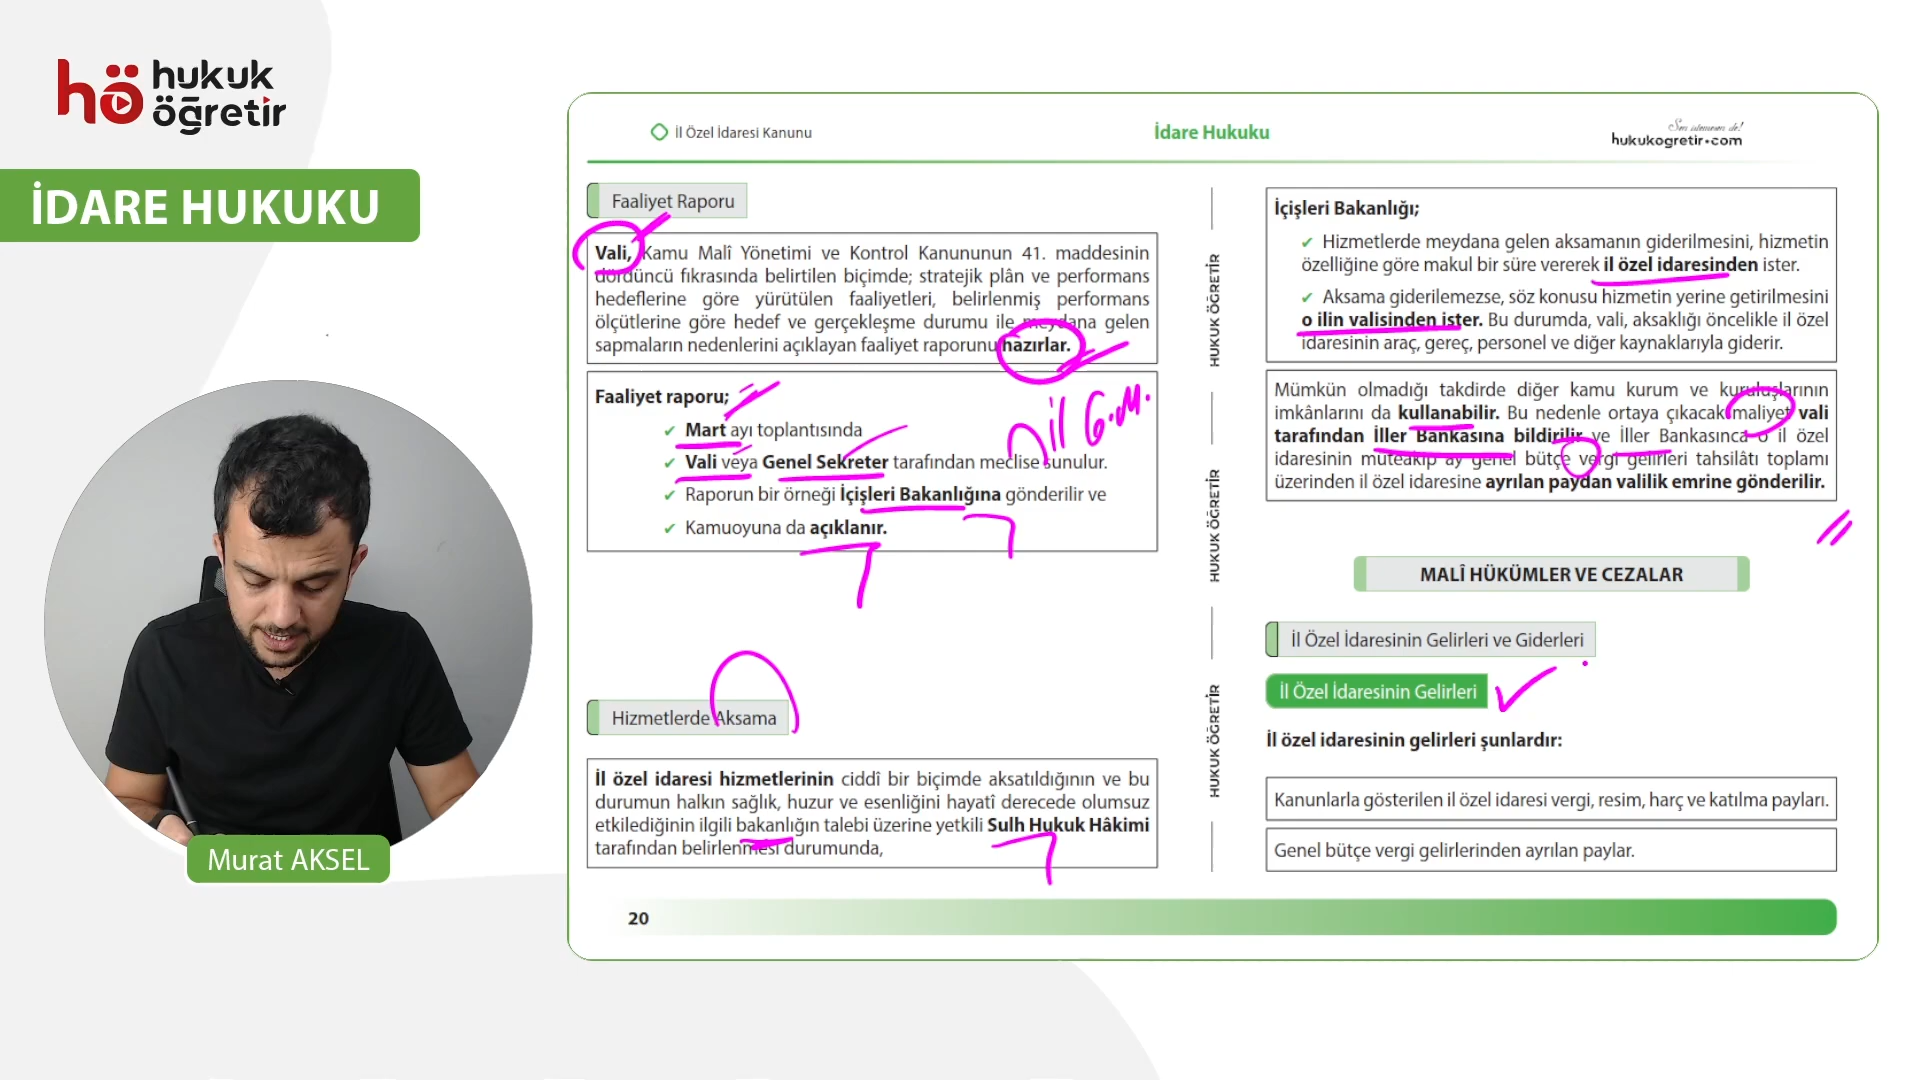 hö hukuk
öğretir
İDARE HUKUKU
Murat AKSEL
İl Özel İdaresi Kanunu
İdare Hukuku
Sen istemesen de!
hukukogretir•com
Faaliyet Raporu
Vali, Kamu Malî Yönetimi ve Kontrol Kanununun 41. maddesinin
dördüncü fıkrasında belirtilen biçimde; stratejik plân ve performans
hedeflerine göre yürütülen faaliyetleri, belirlenmiş performans
ölçütlerine göre hedef ve gerçekleşme durumu ile meydana gelen
sapmaların nedenlerini açıklayan faaliyet raporunu hazırlar.
Faaliyet raporu;
✓ Mart ayı toplantısında
✓ Vali veya Genel Sekreter tarafından meclise sunulur.
✓ Raporun bir örneği İçişleri Bakanlığına gönderilir ve
✓ Kamuoyuna da açıklanır.
il G.M.
Hizmetlerde Aksama
İl özel idaresi hizmetlerinin ciddî bir biçimde aksatıldığının ve bu
durumun halkın sağlık, huzur ve esenliğini hayatî derecede olumsuz
etkilediğinin ilgili bakanlığın talebi üzerine yetkili Sulh Hukuk Hâkimi
tarafından belirlenmesi durumunda,
HUKUK ÖĞRETİR
HUKUK ÖĞRETİR
HUKUK ÖĞRETİR
İçişleri Bakanlığı;
✓ Hizmetlerde meydana gelen aksamanın giderilmesini, hizmetin
özelliğine göre makul bir süre vererek il özel idaresinden ister.
✓ Aksama giderilemezse, söz konusu hizmetin yerine getirilmesini
o ilin valisinden ister. Bu durumda, vali, aksaklığı öncelikle il özel
idaresinin araç, gereç, personel ve diğer kaynaklarıyla giderir.
Mümkün olmadığı takdirde diğer kamu kurum ve kuruluşlarının
imkânlarını da kullanabilir. Bu nedenle ortaya çıkacak maliyet vali
tarafından İller Bankasına bildirilir ve İller Bankasınca o il özel
idaresinin müteakip ay genel bütçe vergi gelirleri tahsilâtı toplamı
üzerinden il özel idaresine ayrılan paydan valilik emrine gönderilir.
MALÎ HÜKÜMLER VE CEZALAR
İl Özel İdaresinin Gelirleri ve Giderleri
İl Özel İdaresinin Gelirleri
İl özel idaresinin gelirleri şunlardır:
Kanunlarla gösterilen il özel idaresi vergi, resim, harç ve katılma payları.
Genel bütçe vergi gelirlerinden ayrılan paylar.
20